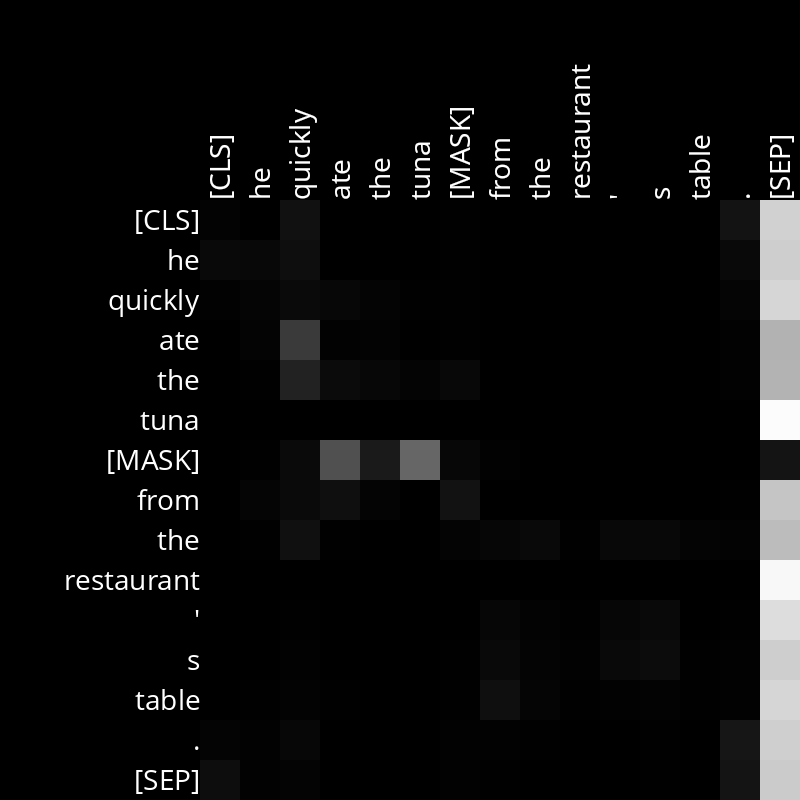 [CLS] he quickly ate the tuna [MASK] from the restaurant ' s table . [SEP]
[CLS]
he
quickly
ate
the
tuna
[MASK]
from
the
restaurant
'
s
table
.
[SEP]